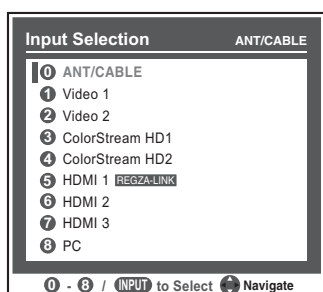 Input Selection ANT/CABLE
0 ANT/CABLE
1 Video 1
2 Video 2
3 ColorStream HD1
4 ColorStream HD2
5 HDMI 1 REGZA-LINK
6 HDMI 2
7 HDMI 3
8 PC
0 - 8 / INPUT to Select Navigate